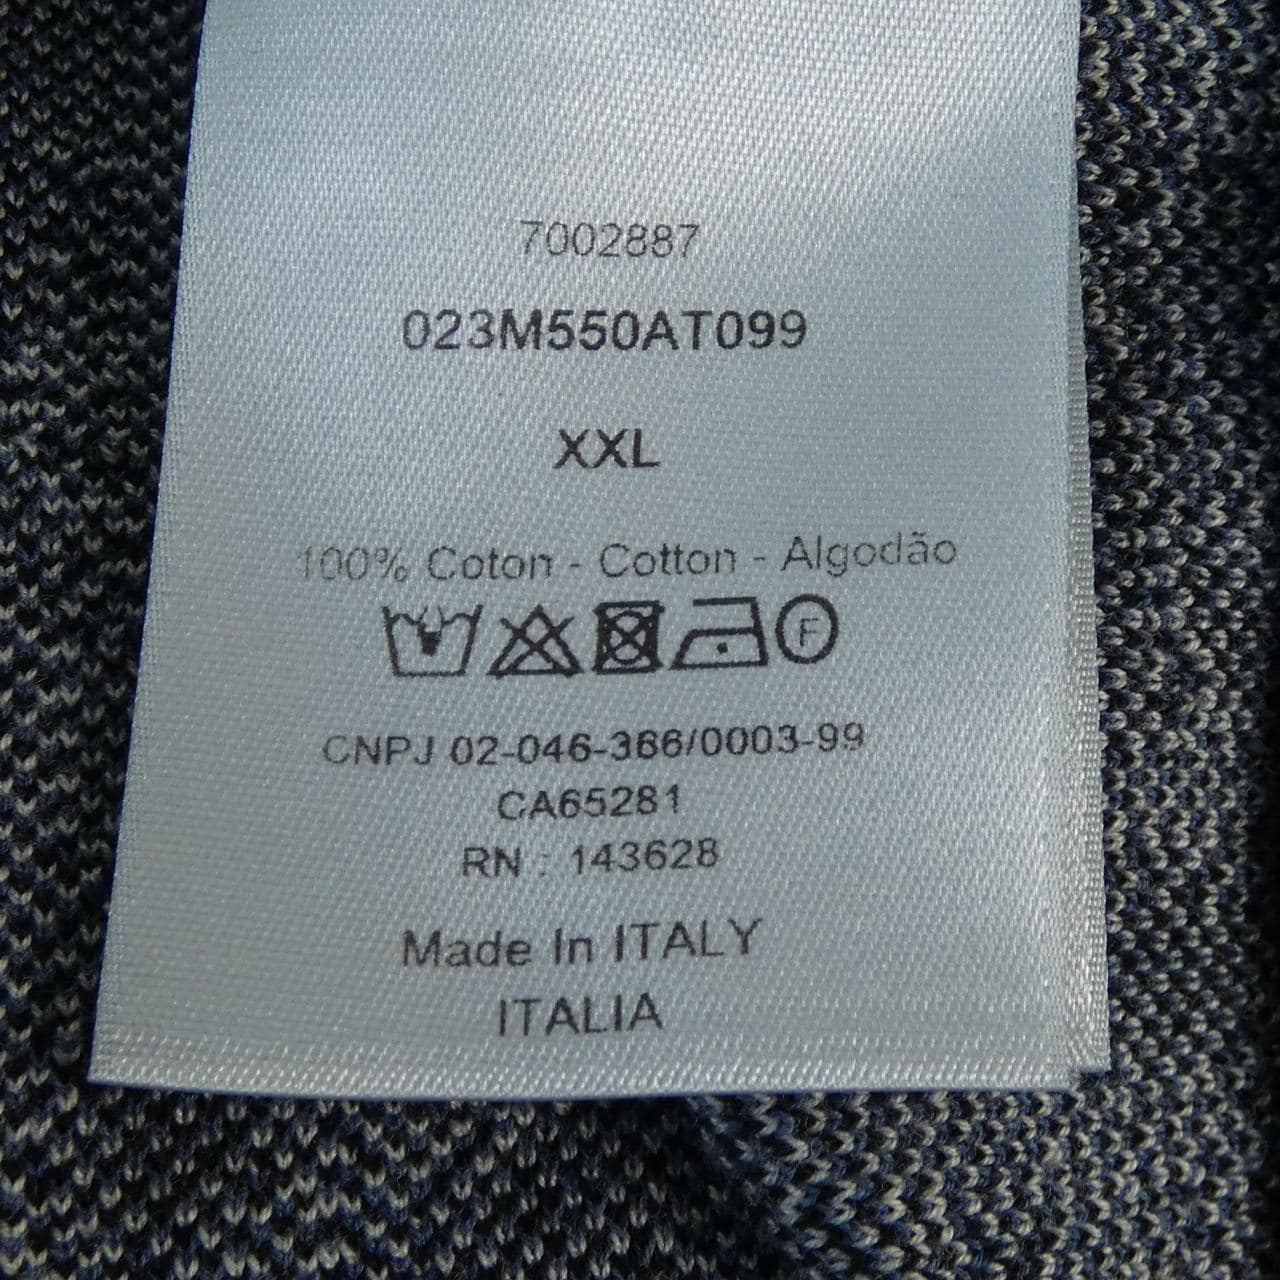 7002887
023M550AT099
XXL
100% Coton - Cotton - Algodão
F
CNPJ 02-046-366/0003-99
CA65281
RN : 143628
Made In ITALY
ITALIA